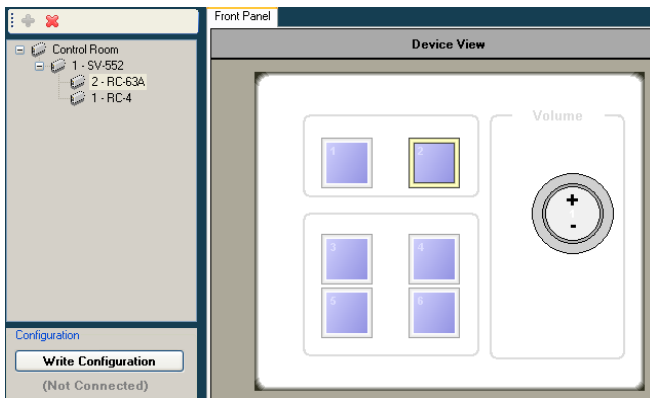 Front Panel
Control Room
1 - SV-552
2 - RC-63A
1 - RC-4
Configuration
Write Configuration
(Not Connected)
Device View
1
2
3
4
5
6
Volume
+
1
-